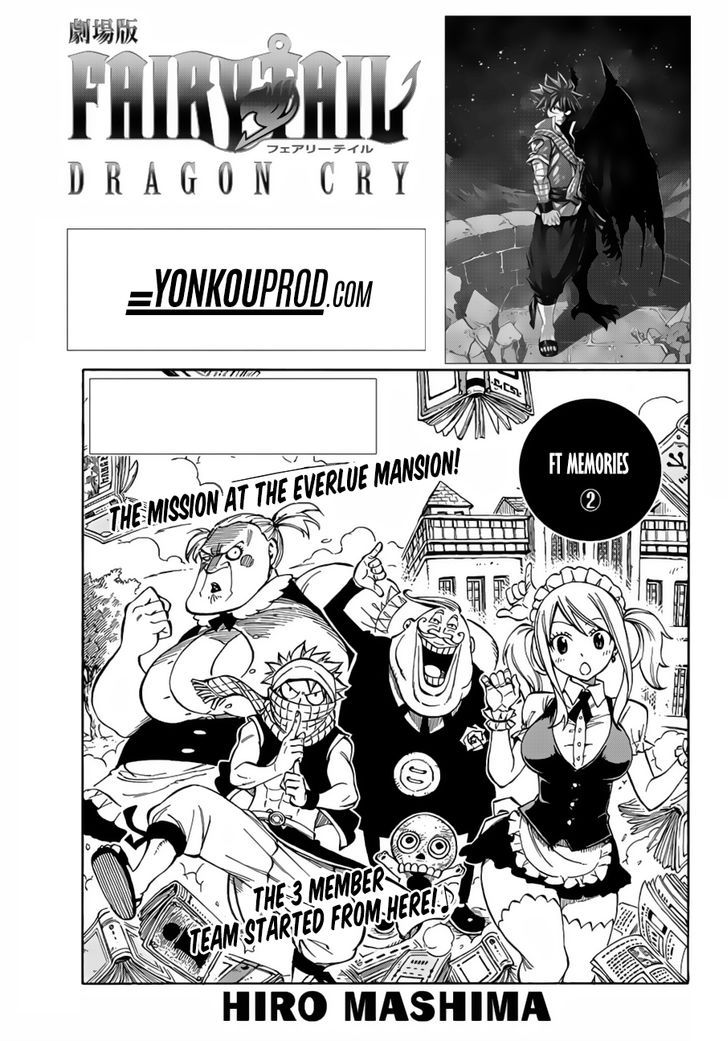 劇場版
FAIRY TAIL
フェアリーテイル
DRAGON CRY
YONKOUPROD.COM
FT MEMORIES
②
THE MISSION AT THE EVERLUE MANSION!
THE 3 MEMBER
TEAM STARTED FROM HERE!♪
HIRO MASHIMA